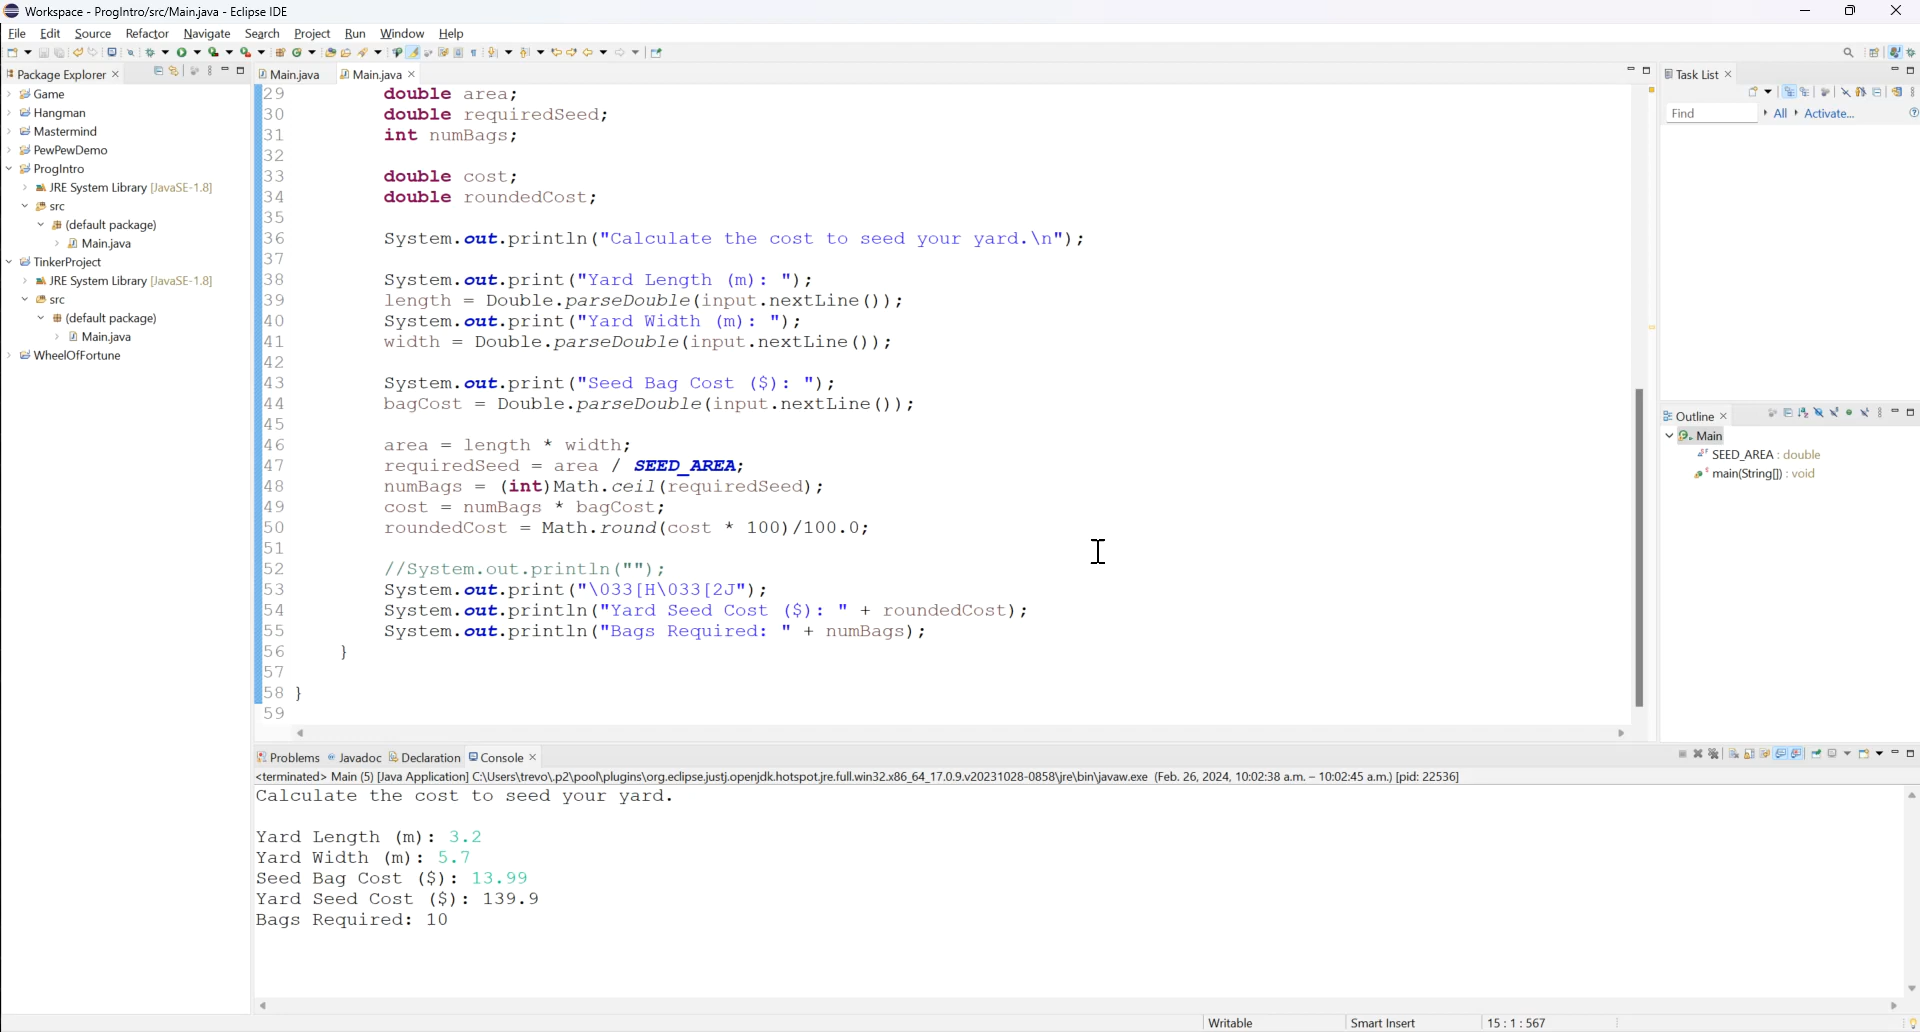 Workspace - ProgIntro/src/Main.java - Eclipse IDE
File Edit Source Refactor Navigate Search Project Run Window Help
Package Explorer
Game
Hangman
Mastermind
PewPewDemo
ProgIntro
JRE System Library [JavaSE-1.8]
src
(default package)
Main.java
TinkerProject
JRE System Library [JavaSE-1.8]
src
(default package)
Main.java
WheelOfFortune
Main.java Main.java
29 double area;
30 double requiredSeed;
31 int numBags;
32
33 double cost;
34 double roundedCost;
35
36 System.out.println("Calculate the cost to seed your yard.\n");
37
38 System.out.print("Yard Length (m): ");
39 length = Double.parseDouble(input.nextLine());
40 System.out.print("Yard Width (m): ");
41 width = Double.parseDouble(input.nextLine());
42
43 System.out.print("Seed Bag Cost ($): ");
44 bagCost = Double.parseDouble(input.nextLine());
45
46 area = length * width;
47 requiredSeed = area / SEED_AREA;
48 numBags = (int)Math.ceil(requiredSeed);
49 cost = numBags * bagCost;
50 roundedCost = Math.round(cost * 100)/100.0;
51
52 //System.out.println("");
53 System.out.print("\033[H\033[2J");
54 System.out.println("Yard Seed Cost ($): " + roundedCost);
55 System.out.println("Bags Required: " + numBags);
56 }
57
58 }
59
Task List
Find All Activate...
Outline
Main
SEED_AREA : double
main(String[]) : void
Problems Javadoc Declaration Console
<terminated> Main (5) [Java Application] C:\Users\trevo\.p2\pool\plugins\org.eclipse.justj.openjdk.hotspot.jre.full.win32.x86_64_17.0.9.v20231028-0858\jre\bin\javaw.exe (Feb. 26, 2024, 10:02:38 a.m. – 10:02:45 a.m.) [pid: 22536]
Calculate the cost to seed your yard.
Yard Length (m): 3.2
Yard Width (m): 5.7
Seed Bag Cost ($): 13.99
Yard Seed Cost ($): 139.9
Bags Required: 10
Writable Smart Insert 15 : 1 : 567